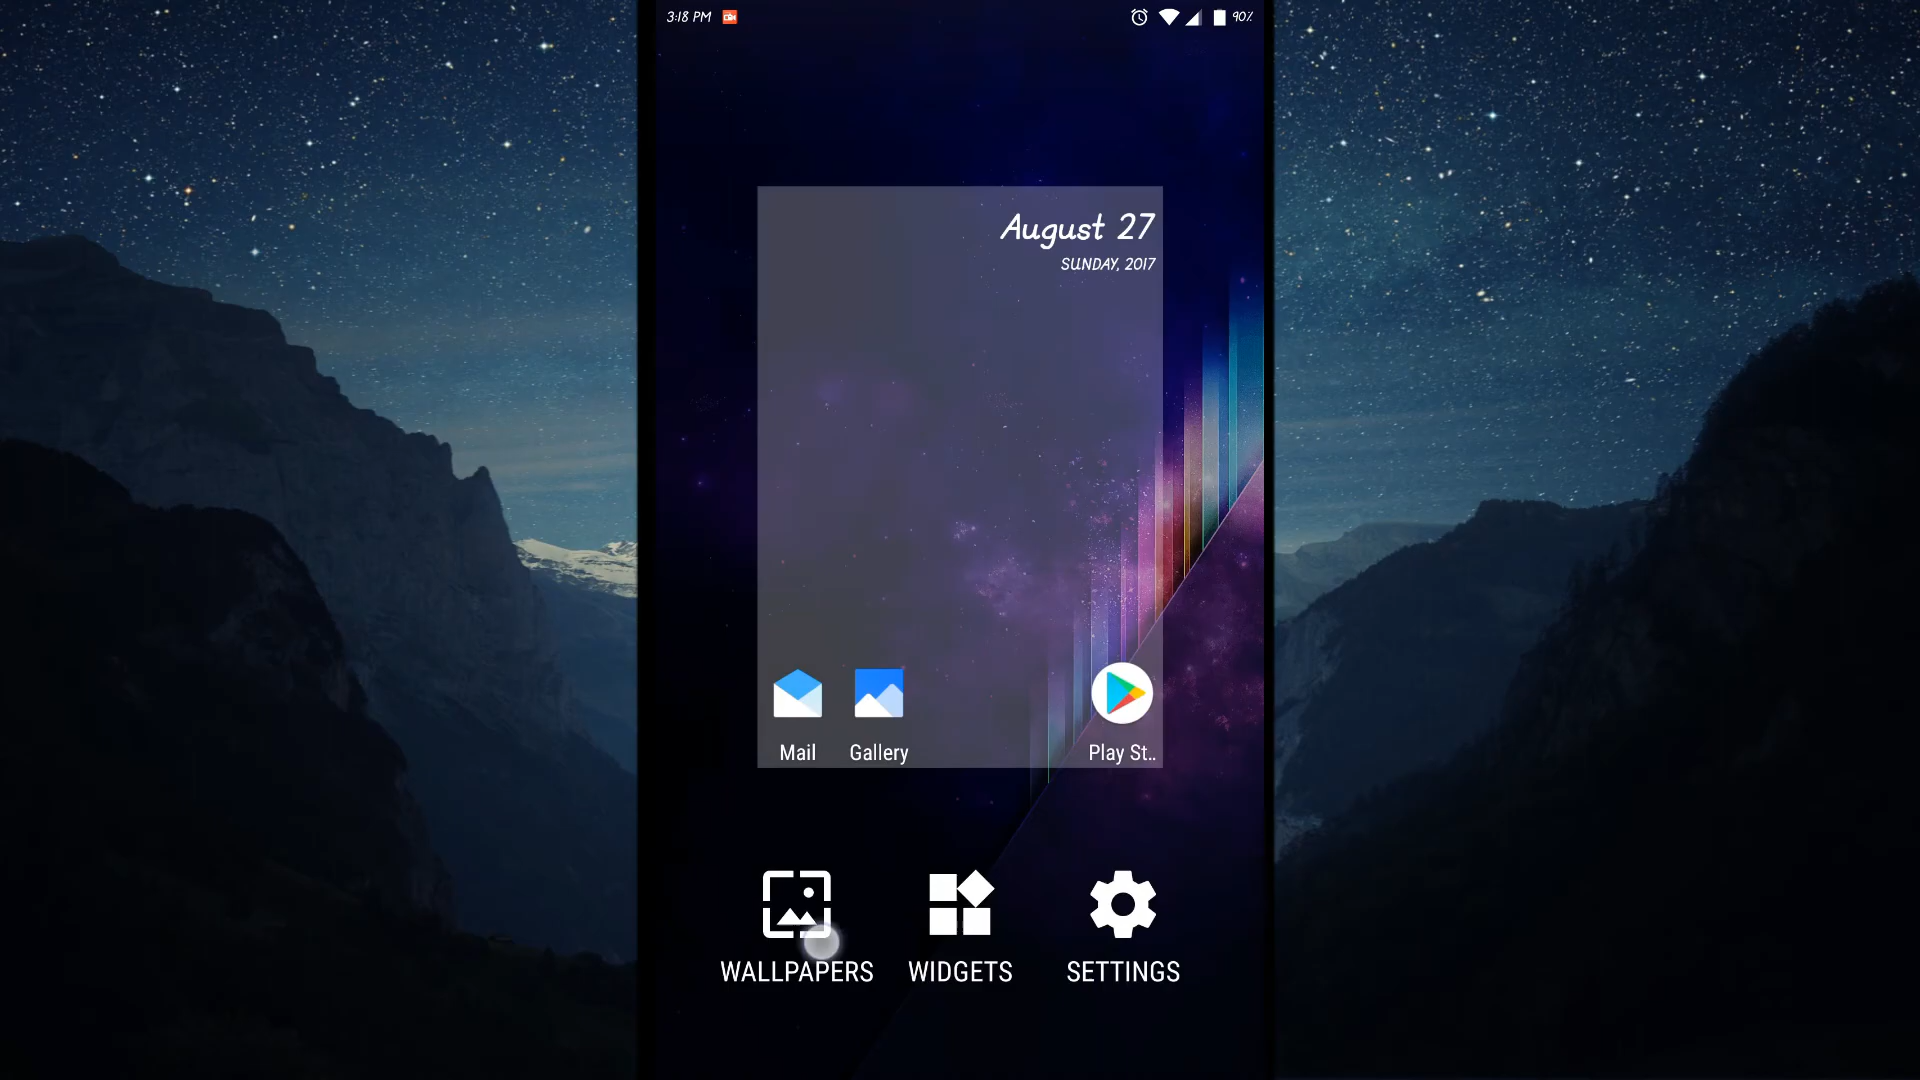 3:18 PM
90%
August 27
SUNDAY, 2017
Mail
Gallery
Play St..
WALLPAPERS
WIDGETS
SETTINGS